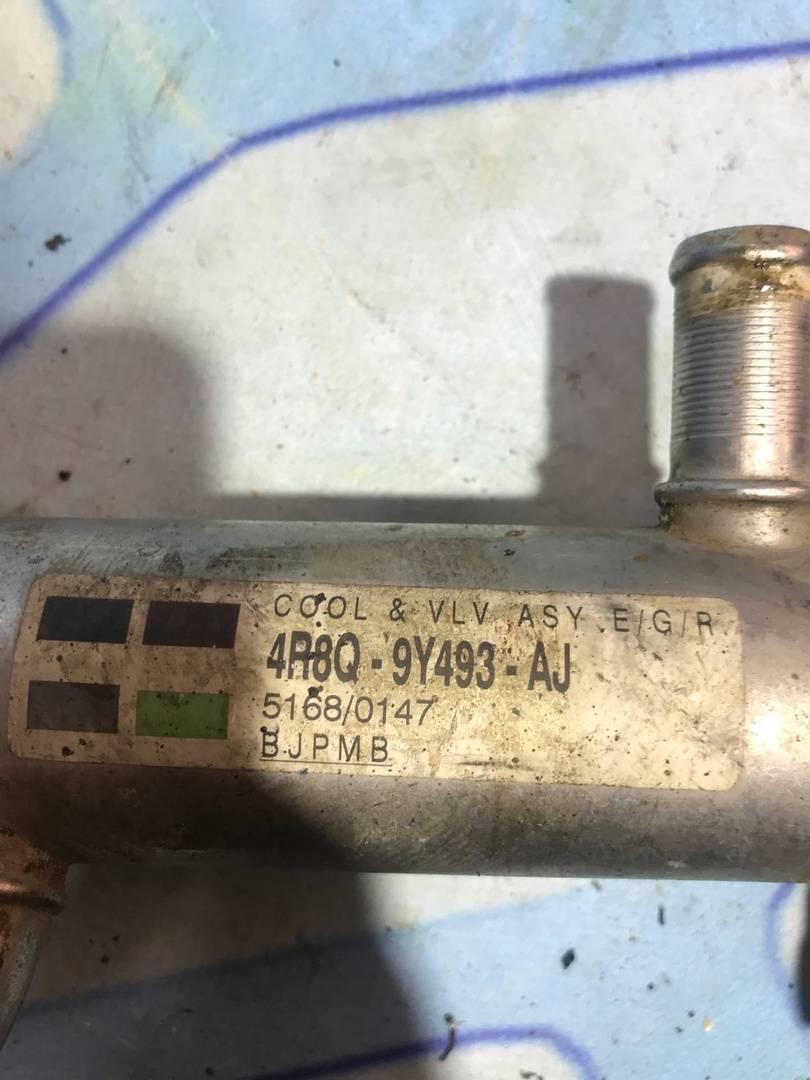 COOL & VLV ASY E/G/R
4R8Q - 9Y493 - AJ
5168/0147
BJPMB